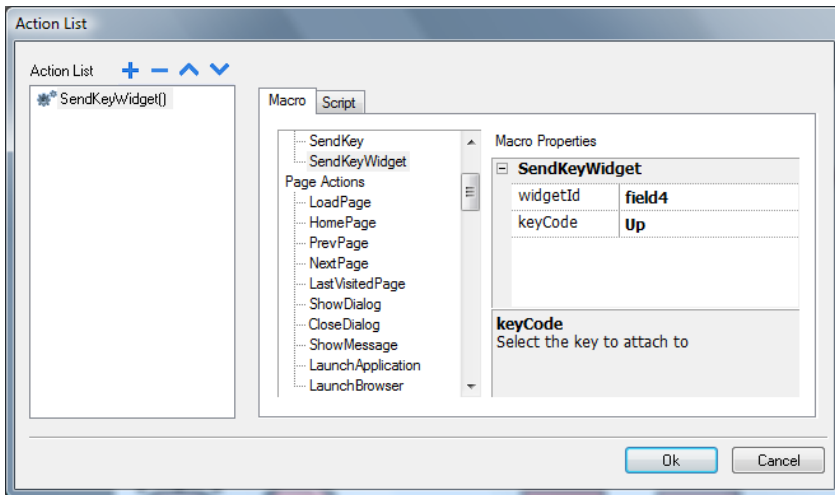 Action List
Action List
SendKeyWidget()
Macro Script
SendKey
SendKeyWidget
Page Actions
LoadPage
HomePage
PrevPage
NextPage
LastVisitedPage
ShowDialog
CloseDialog
ShowMessage
LaunchApplication
LaunchBrowser
Macro Properties
SendKeyWidget
widgetId field4
keyCode Up
keyCode
Select the key to attach to
Ok Cancel